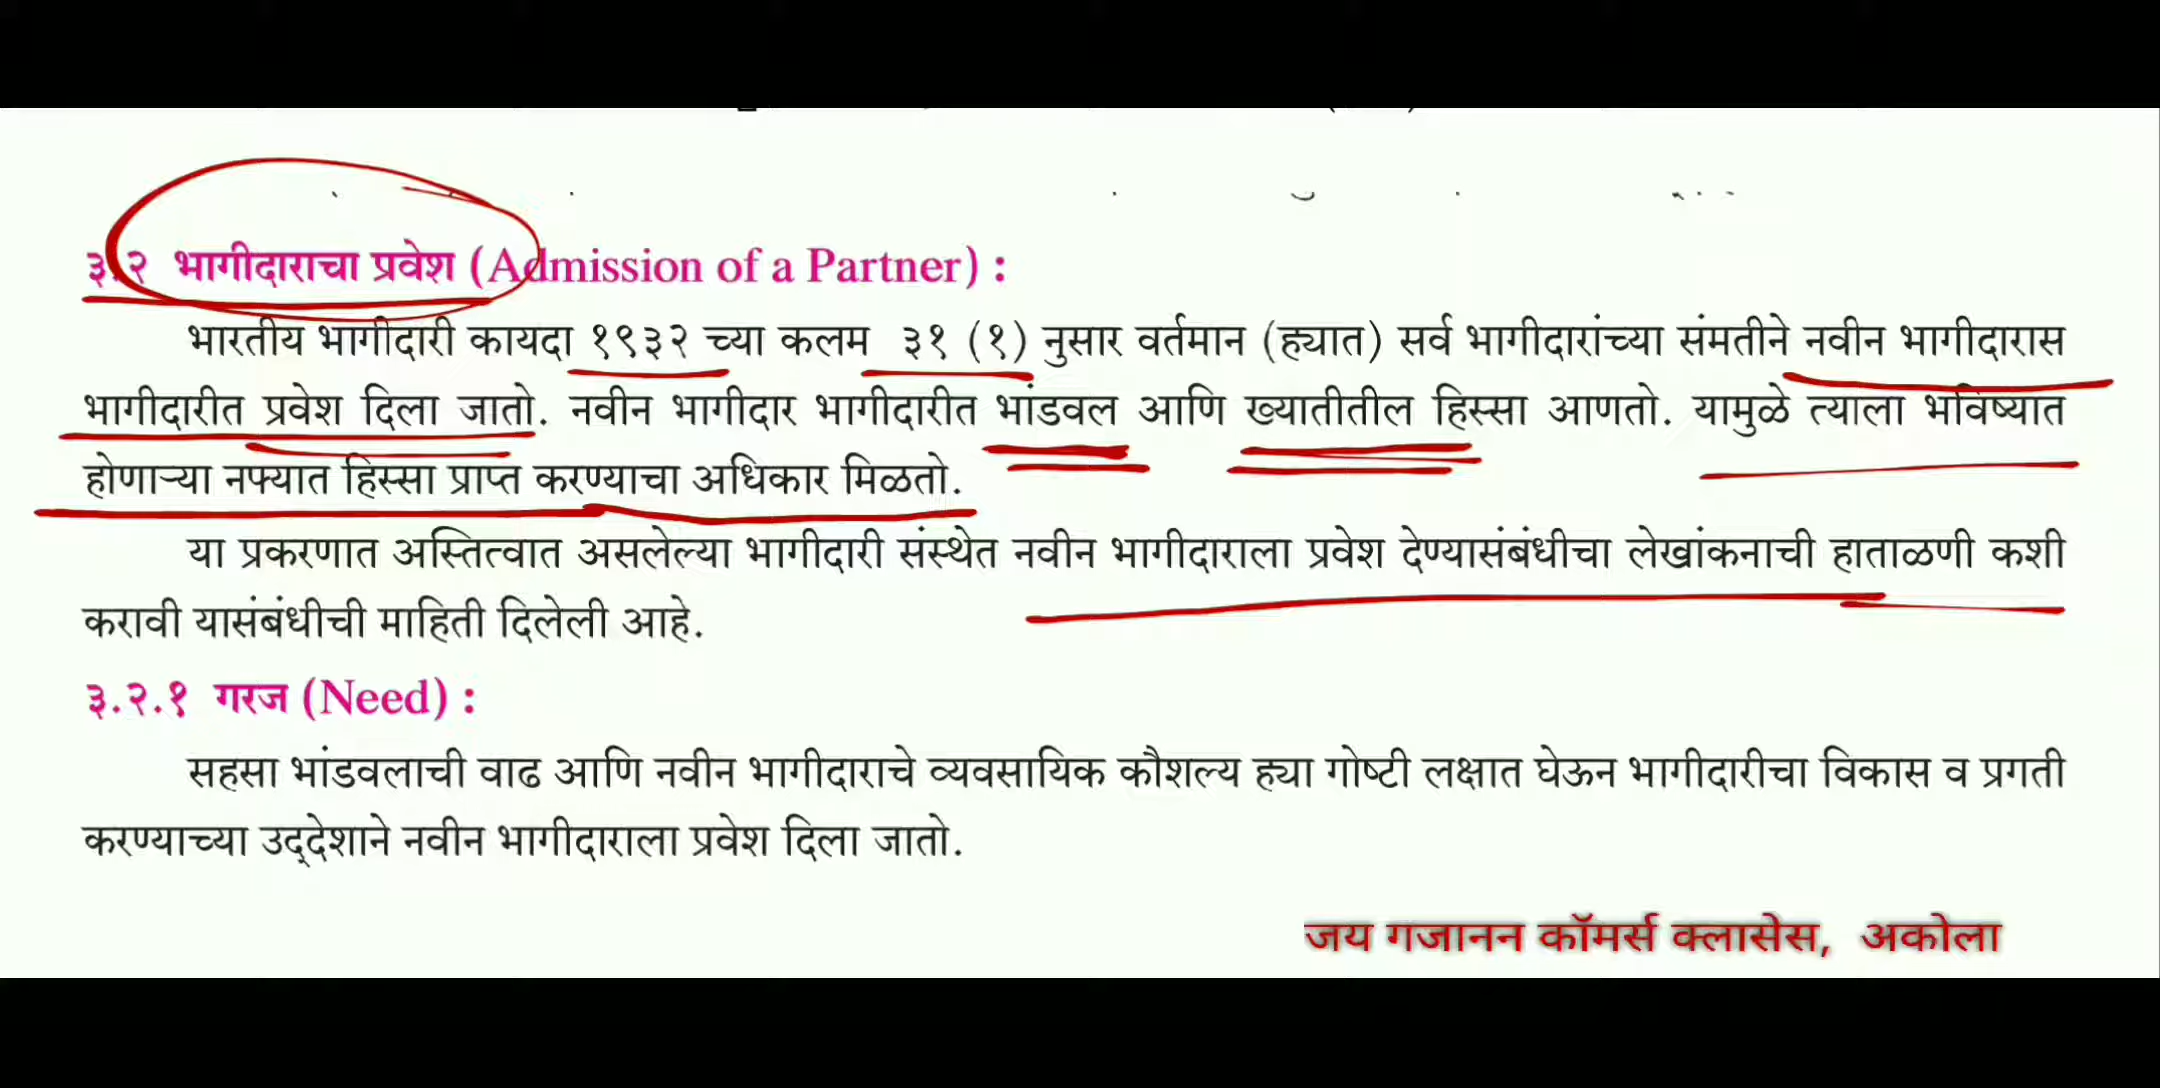 ३.२ भागीदाराचा प्रवेश (Admission of a Partner) :
भारतीय भागीदारी कायदा १९३२ च्या कलम ३१ (१) नुसार वर्तमान (ह्यात) सर्व भागीदारांच्या संमतीने नवीन भागीदारास
भागीदारीत प्रवेश दिला जातो. नवीन भागीदार भागीदारीत भांडवल आणि ख्यातीतील हिस्सा आणतो. यामुळे त्याला भविष्यात
होणाऱ्या नफ्यात हिस्सा प्राप्त करण्याचा अधिकार मिळतो.
या प्रकरणात अस्तित्वात असलेल्या भागीदारी संस्थेत नवीन भागीदाराला प्रवेश देण्यासंबंधीचा लेखांकनाची हाताळणी कशी
करावी यासंबंधीची माहिती दिलेली आहे.
३.२.१ गरज (Need) :
सहसा भांडवलाची वाढ आणि नवीन भागीदाराचे व्यवसायिक कौशल्य ह्या गोष्टी लक्षात घेऊन भागीदारीचा विकास व प्रगती
करण्याच्या उद्‌देशाने नवीन भागीदाराला प्रवेश दिला जातो.
जय गजानन कॉमर्स क्लासेस, अकोला